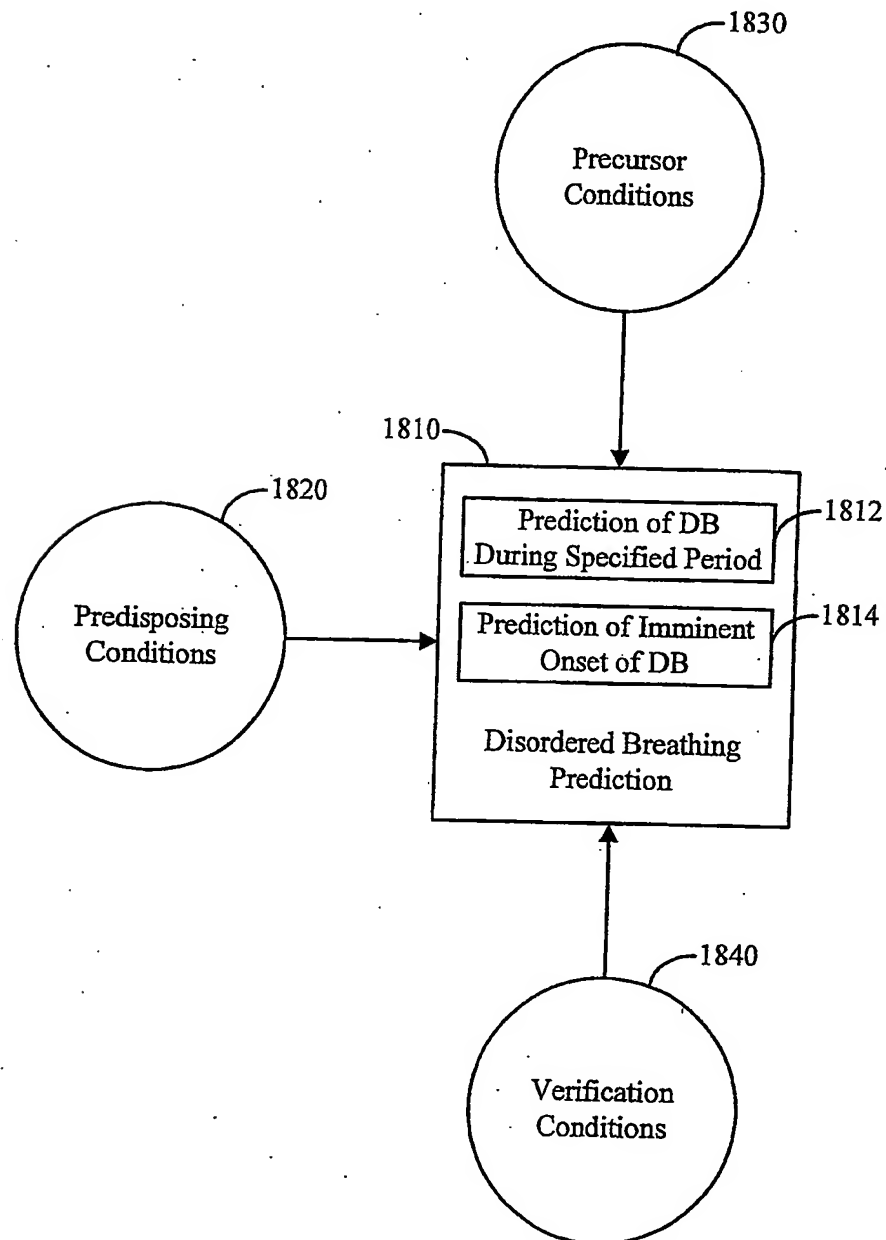 1830
Precursor
Conditions
1810
1820
Prediction of DB
During Specified Period
1812
Predisposing
Conditions
Prediction of Imminent
Onset of DB
1814
Disordered Breathing
Prediction
1840
Verification
Conditions